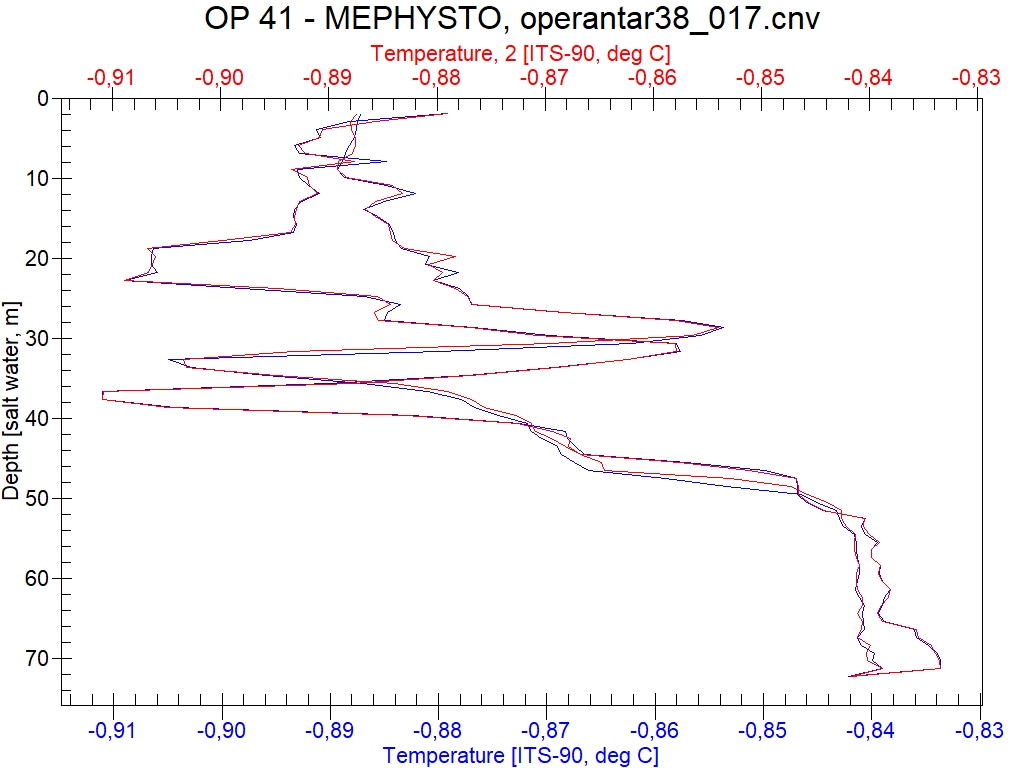 OP 41 - MEPHYSTO, operantar38_017.cnv
Temperature, 2 [ITS-90, deg C]
-0,91 -0,90 -0,89 -0,88 -0,87 -0,86 -0,85 -0,84 -0,83
0
10
20
30
40
50
60
70
Depth [salt water, m]
-0,91 -0,90 -0,89 -0,88 -0,87 -0,86 -0,85 -0,84 -0,83
Temperature [ITS-90, deg C]